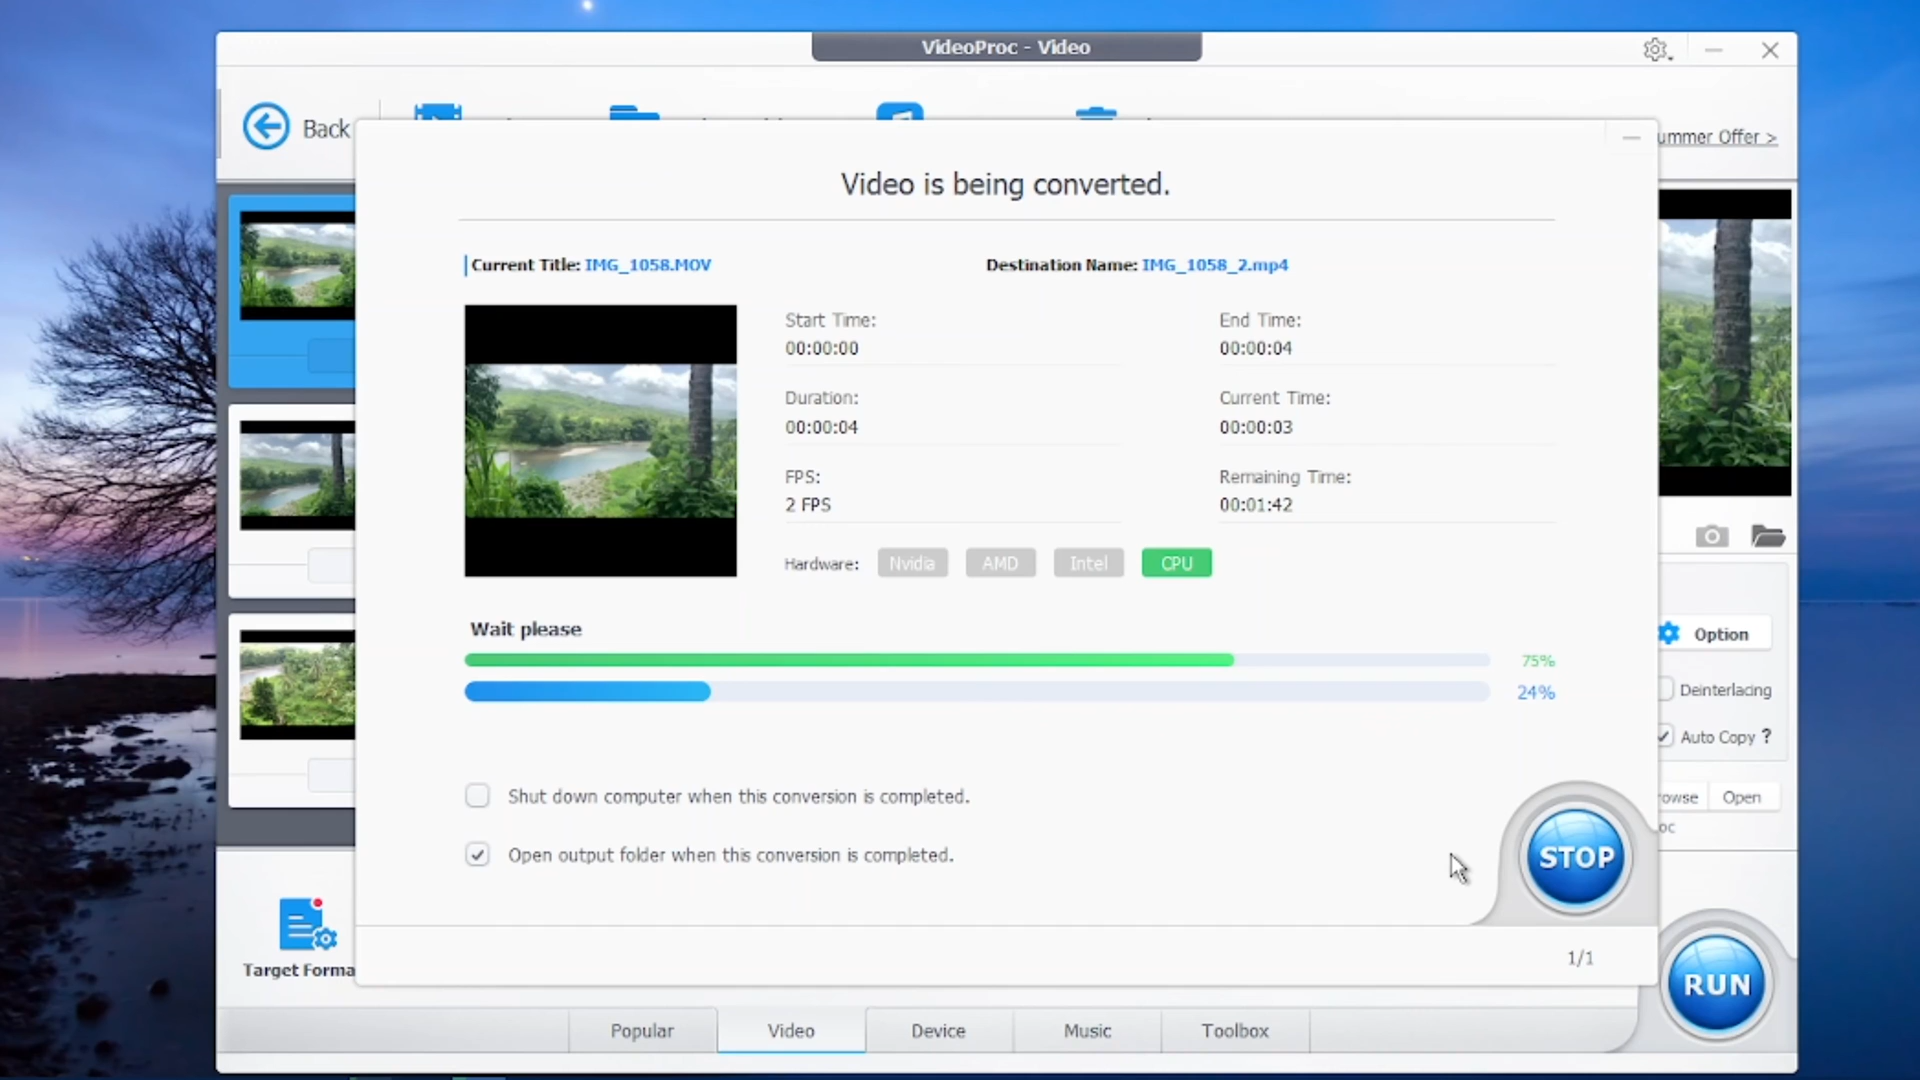 VideoProc - Video
Back
ummer Offer >
Video is being converted.
Current Title: IMG_1058.MOV
Destination Name: IMG_1058_2.mp4
Start Time:
00:00:00
End Time:
00:00:04
Duration:
00:00:04
Current Time:
00:00:03
FPS:
2 FPS
Remaining Time:
00:01:42
Hardware: Nvidia AMD Intel CPU
Wait please
75%
24%
Option
Deinterlacing
Auto Copy ?
rowse Open
oc
Shut down computer when this conversion is completed.
Open output folder when this conversion is completed.
STOP
1/1
Target Forma
RUN
Popular Video Device Music Toolbox